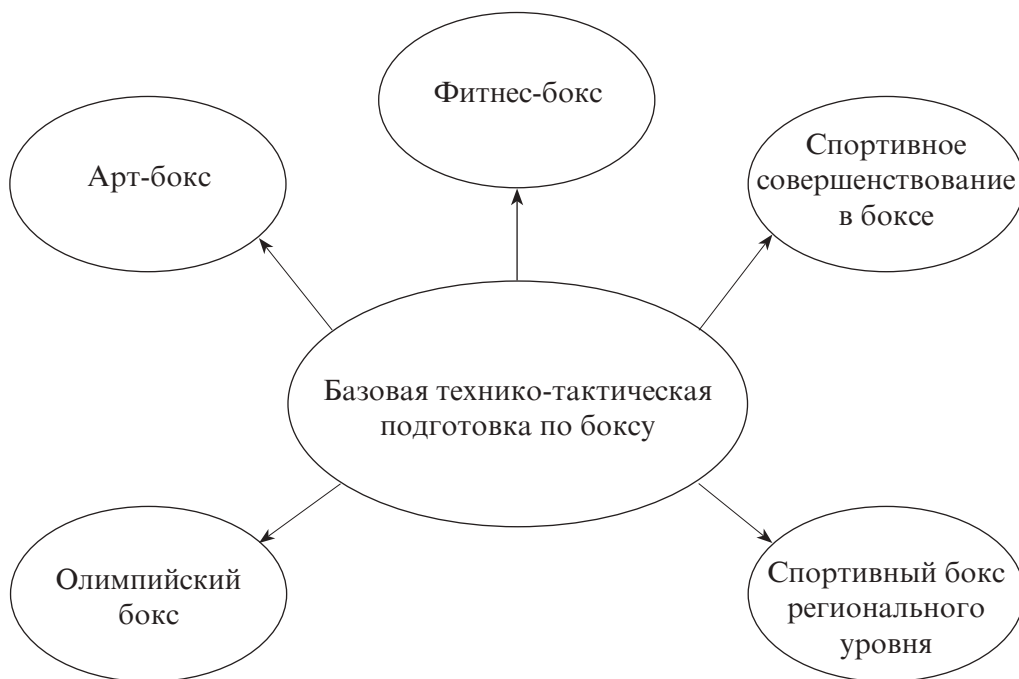 Фитнес-бокс
Арт-бокс
Спортивное
совершенствование
в боксе
Базовая технико-тактическая
подготовка по боксу
Олимпийский
бокс
Спортивный бокс
регионального
уровня